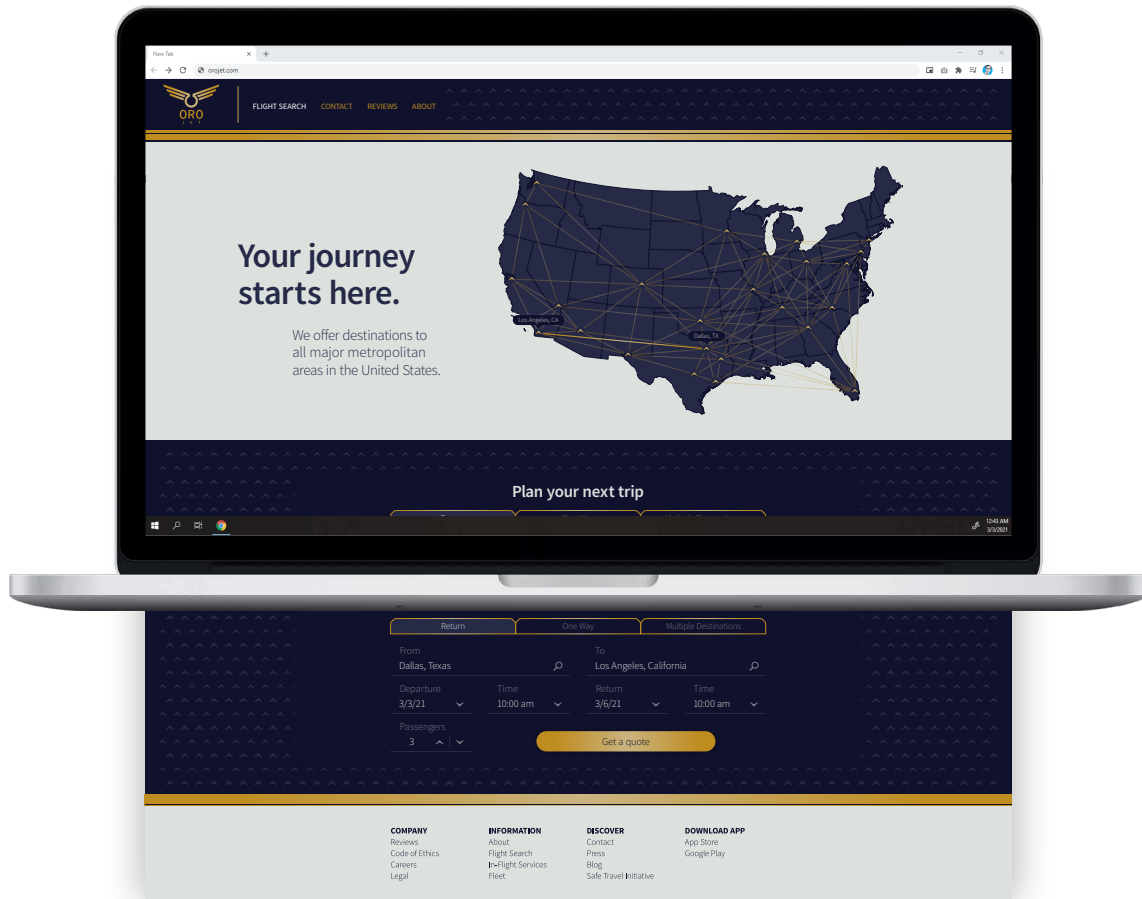 New Tab
orojet.com
ORO
JET
FLIGHT SEARCH CONTACT REVIEWS ABOUT
Your journey
starts here.
We offer destinations to
all major metropolitan
areas in the United States.
Los Angeles, CA
Dallas, TX
Plan your next trip
12:43 AM
3/3/2021
Return One Way Multiple Destinations
From To
Dallas, Texas Los Angeles, California
Departure Time Return Time
3/3/21 10:00 am 3/6/21 10:00 am
Passengers
3 Get a quote
COMPANY INFORMATION DISCOVER DOWNLOAD APP
Reviews About Contact App Store
Code of Ethics Flight Search Press Google Play
Careers In-Flight Services Blog
Legal Fleet Safe Travel Initiative